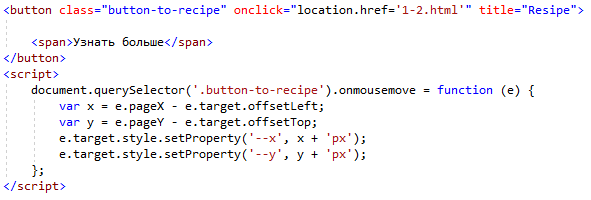 <button class="button-to-recipe" onclick="location.href='1-2.html'" title="Resipe">
<span>Узнать больше</span>
</button>
<script>
document.querySelector('.button-to-recipe').onmousemove = function (e) {
var x = e.pageX - e.target.offsetLeft;
var y = e.pageY - e.target.offsetTop;
e.target.style.setProperty('--x', x + 'px');
e.target.style.setProperty('--y', y + 'px');
};
</script>